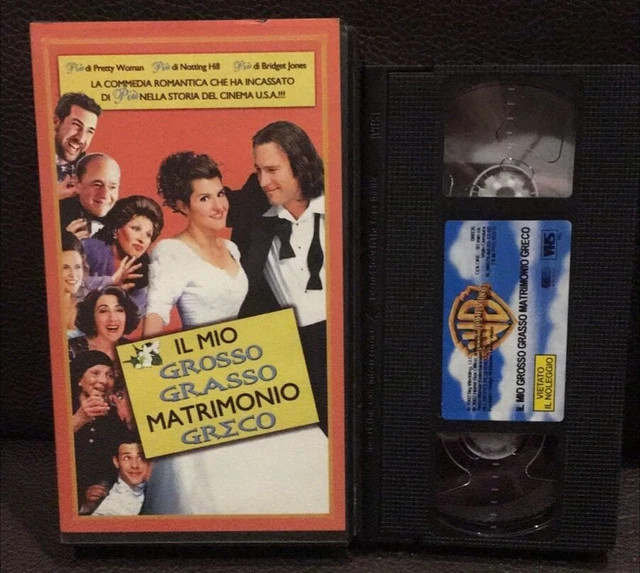 Più di Pretty Woman Più di Notting Hill Più di Bridget Jones
LA COMMEDIA ROMANTICA CHE HA INCASSATO
DI Più NELLA STORIA DEL CINEMA U.S.A.!!!
IL MIO
GROSSO
GRASSO
MATRIMONIO
GRΣCO
WB
IL MIO GROSSO GRASSO MATRIMONIO GRECO
VHS
VIETATO
IL NOLEGGIO